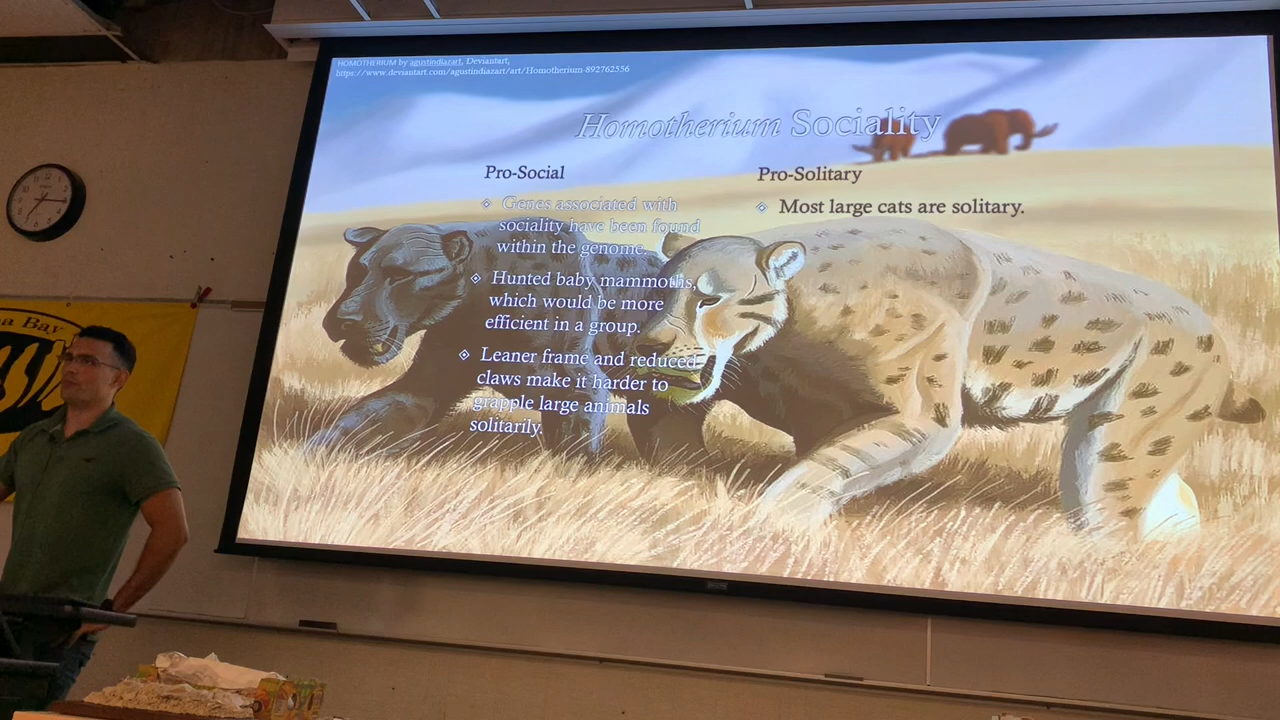 HOMOTHERIUM by agustindiazart, Deviantart,
https://www.deviantart.com/agustindiazart/art/Homotherium-892762556
Homotherium Sociality
Pro-Social
◈ Genes associated with
sociality have been found
within the genome.
◈ Hunted baby mammoths,
which would be more
efficient in a group.
◈ Leaner frame and reduced
claws make it harder to
grapple large animals
solitarily.
Pro-Solitary
◈ Most large cats are solitary.
Bay